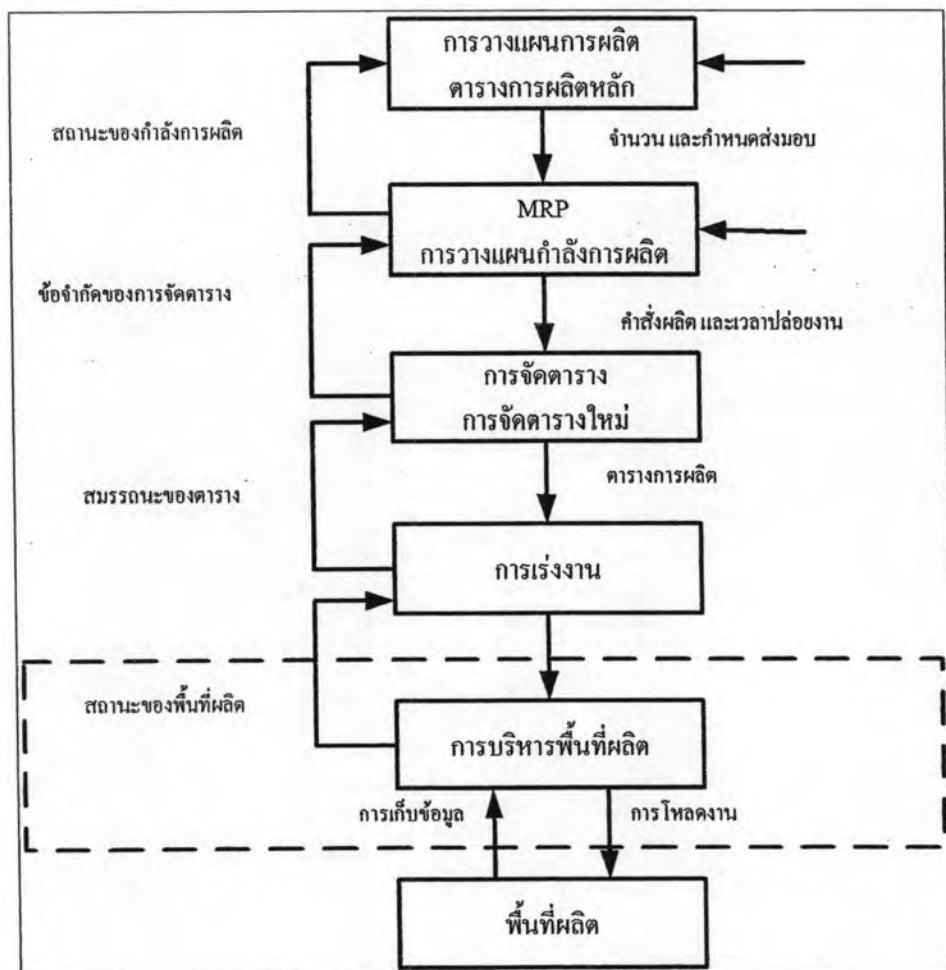 การวางแผนการผลิต
ตารางการผลิตหลัก
สถานะของกำลังการผลิต
จำนวน และกำหนดส่งมอบ
MRP
การวางแผนกำลังการผลิต
ข้อจำกัดของการจัดตาราง
คำสั่งผลิต และเวลาปล่อยงาน
การจัดตาราง
การจัดตารางใหม่
ตารางการผลิต
สมรรถนะของตาราง
การเร่งงาน
สถานะของพื้นที่ผลิต
การบริหารพื้นที่ผลิต
การเก็บข้อมูล
การโหลดงาน
พื้นที่ผลิต